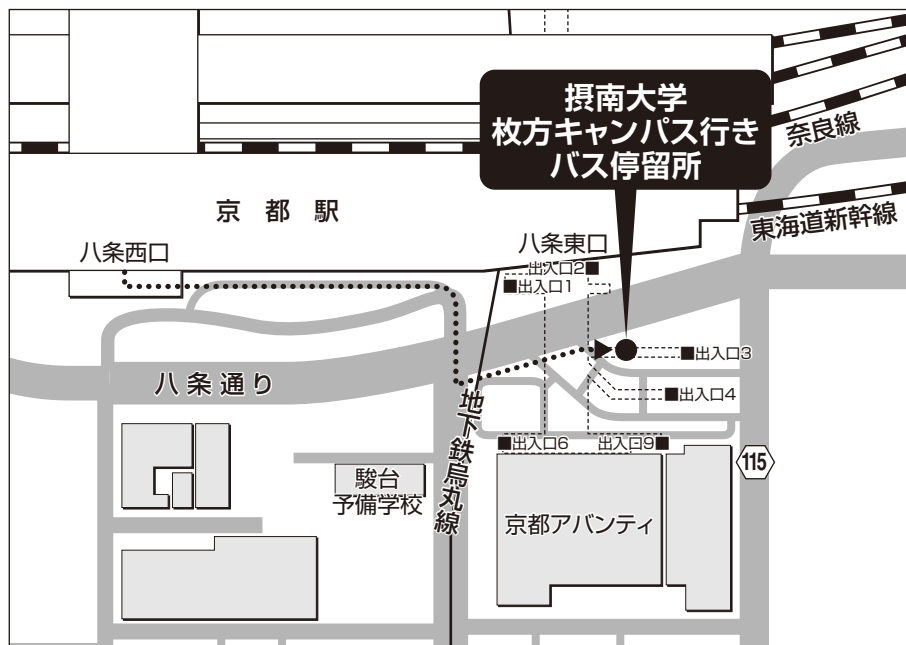 摂南大学
枚方キャンパス行き
バス停留所
奈良線
東海道新幹線
京都駅
八条西口
八条東口
出入口2■
■出入口1
■出入口3
■出入口4
八条通り
地下鉄烏丸線
■出入口6
出入口9■
115
駿台
予備学校
京都アバンティ